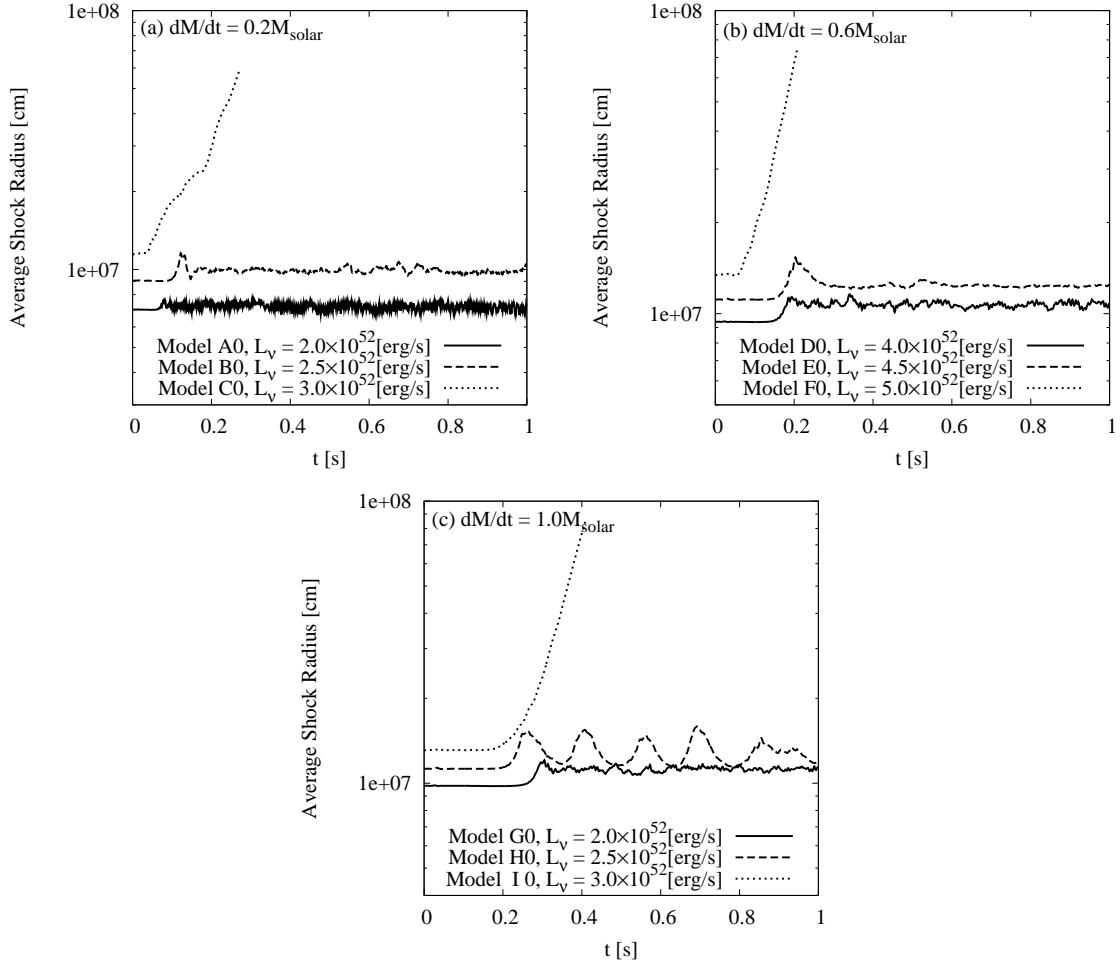 1e+08
(a) dM/dt = 0.2M_solar
1e+07
Average Shock Radius [cm]
Model A0, L_ν = 2.0×10^52[erg/s]
Model B0, L_ν = 2.5×10^52[erg/s]
Model C0, L_ν = 3.0×10^52[erg/s]
0 0.2 0.4 0.6 0.8 1
t [s]
1e+08
(b) dM/dt = 0.6M_solar
1e+07
Average Shock Radius [cm]
Model D0, L_ν = 4.0×10^52[erg/s]
Model E0, L_ν = 4.5×10^52[erg/s]
Model F0, L_ν = 5.0×10^52[erg/s]
0 0.2 0.4 0.6 0.8 1
t [s]
1e+08
(c) dM/dt = 1.0M_solar
1e+07
Average Shock Radius [cm]
Model G0, L_ν = 2.0×10^52[erg/s]
Model H0, L_ν = 2.5×10^52[erg/s]
Model I 0, L_ν = 3.0×10^52[erg/s]
0 0.2 0.4 0.6 0.8 1
t [s]